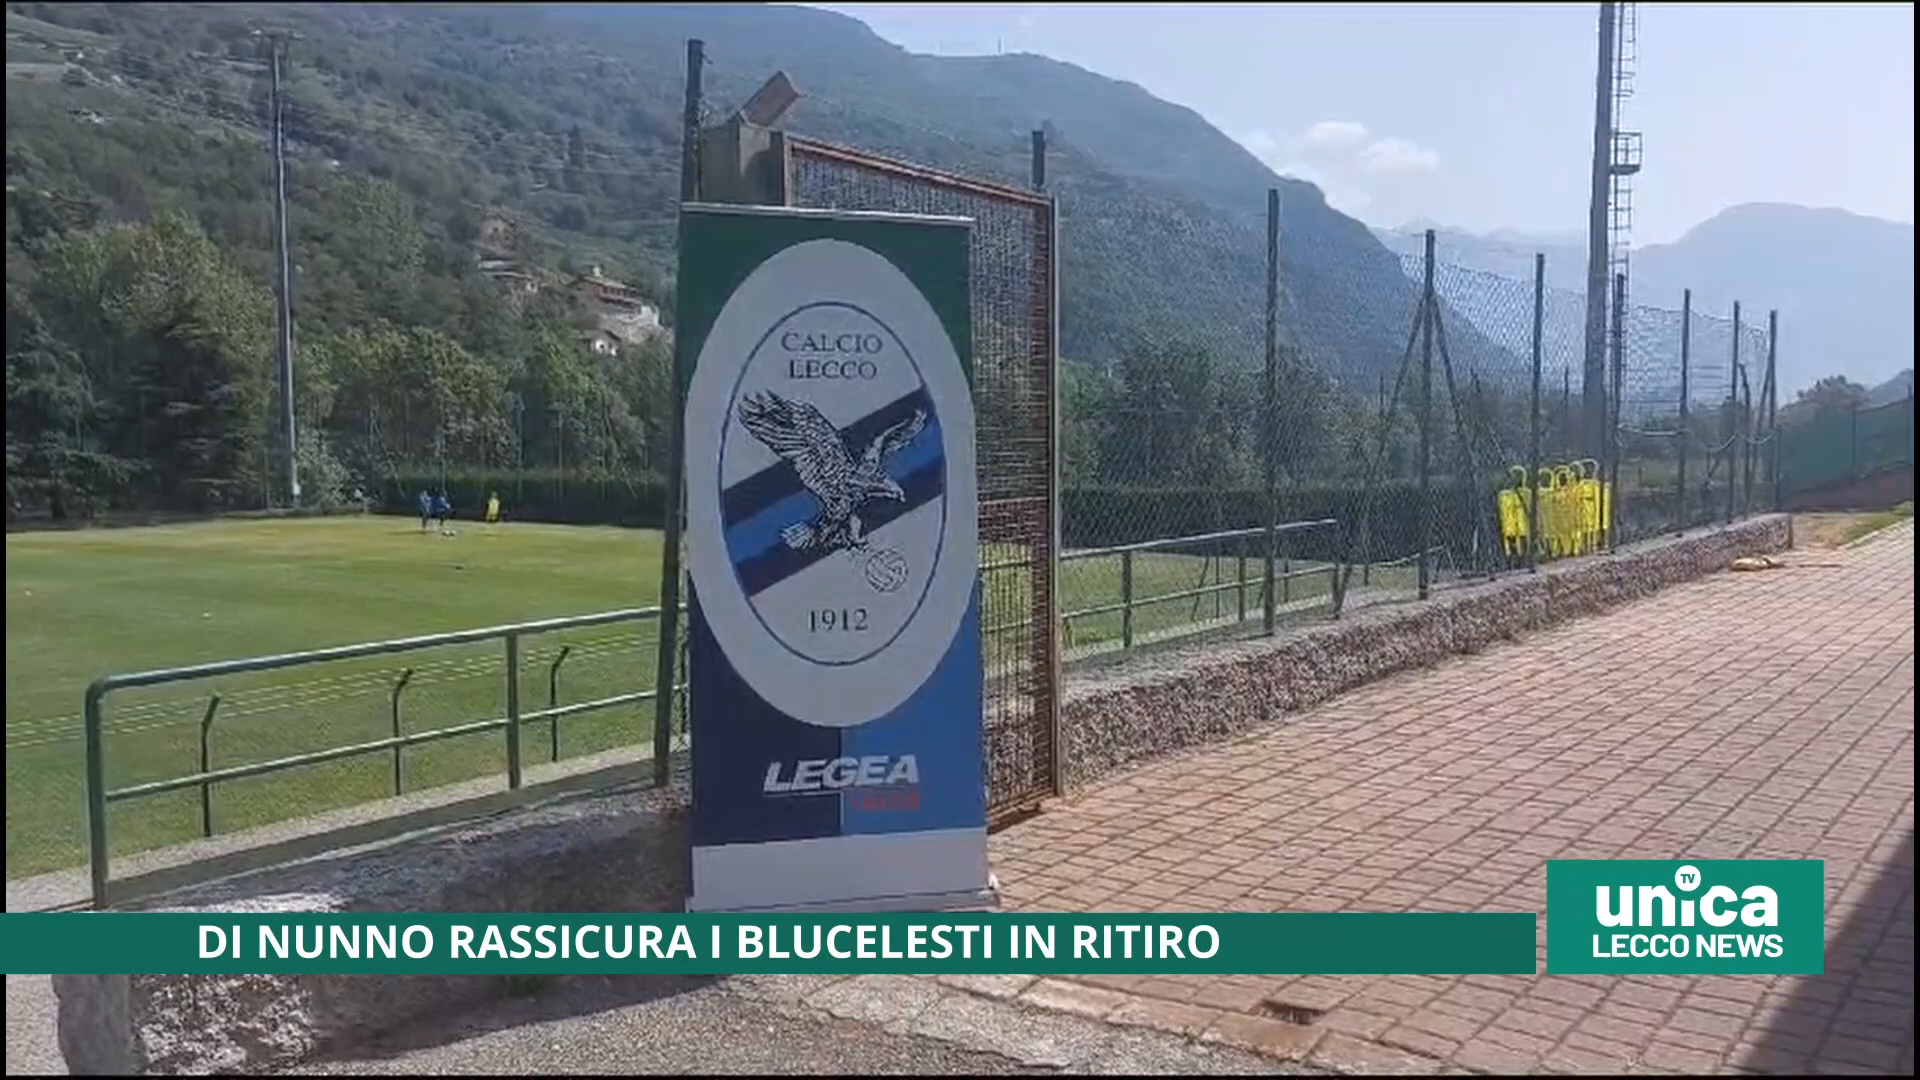 CALCIO
LECCO
1912
LEGEA
DI NUNNO RASSICURA I BLUCELESTI IN RITIRO
TV
unica
LECCO NEWS